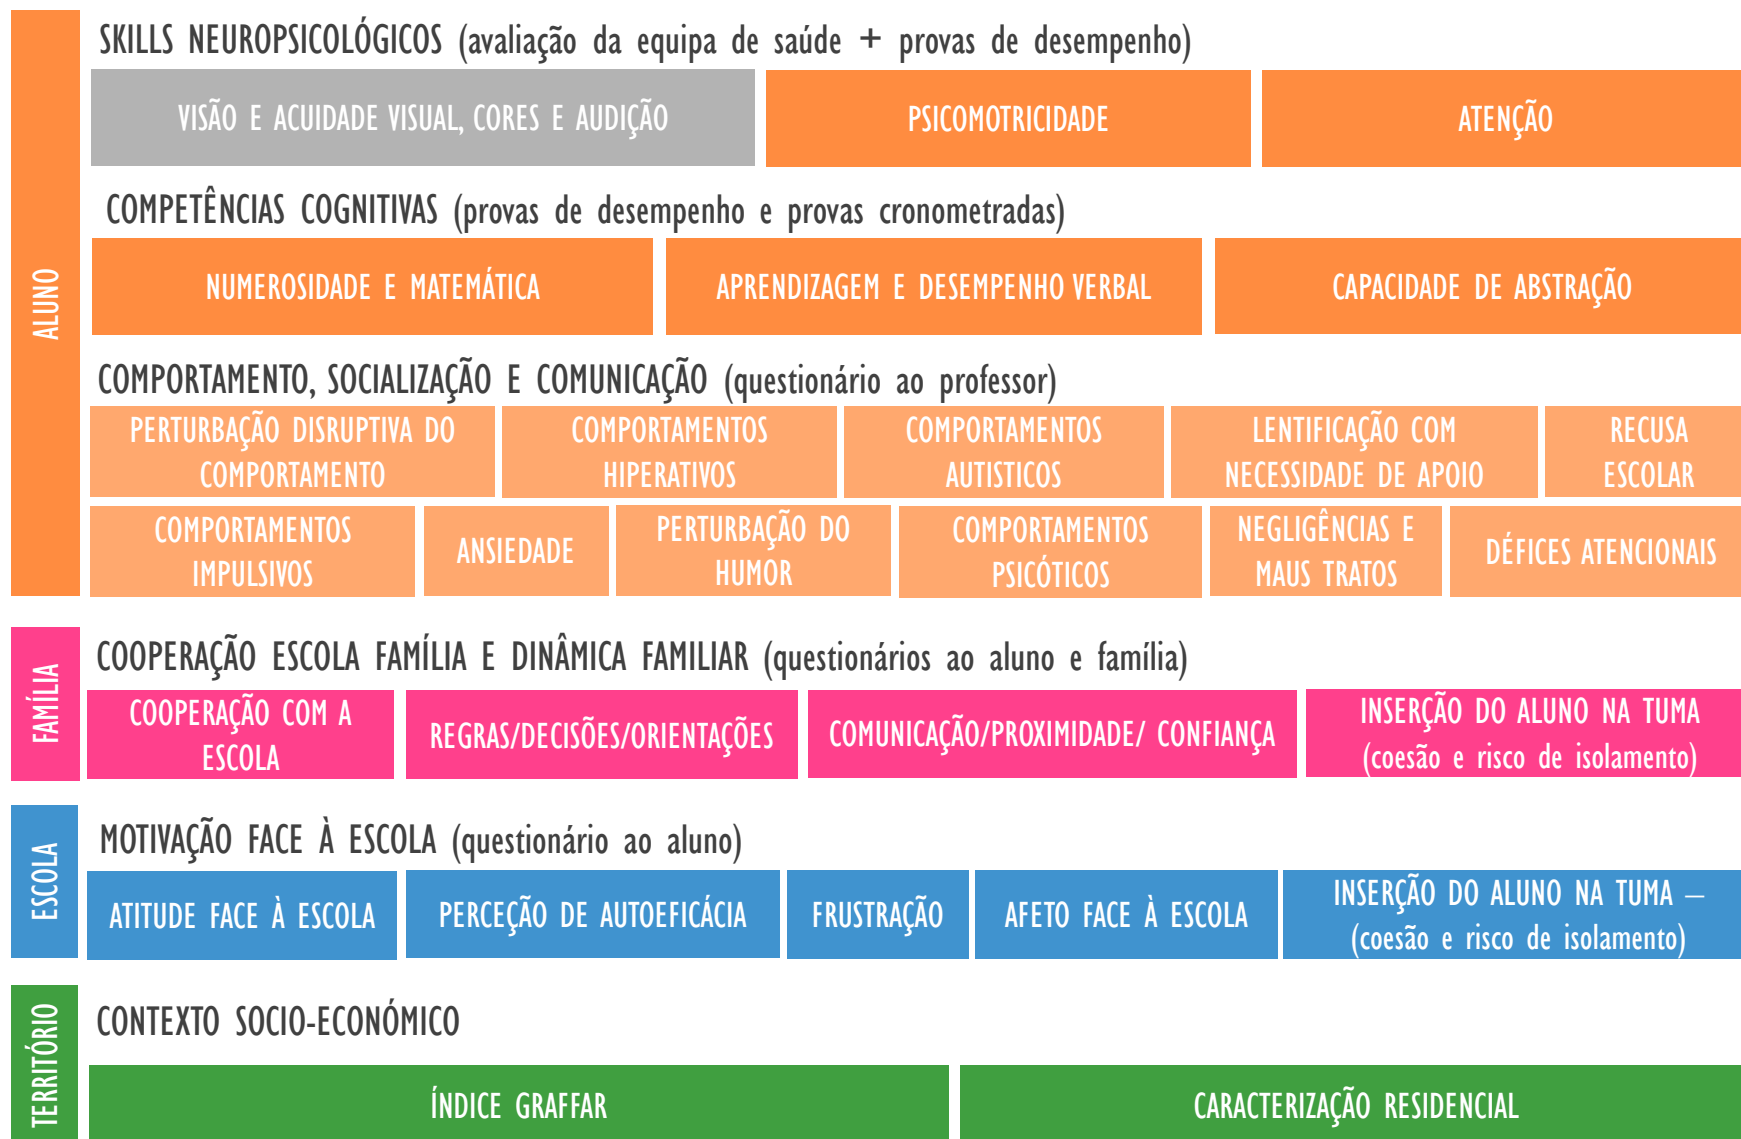 ALUNO
SKILLS NEUROPSICOLÓGICOS (avaliação da equipa de saúde + provas de desempenho)
VISÃO E ACUIDADE VISUAL, CORES E AUDIÇÃO
PSICOMOTRICIDADE
ATENÇÃO
COMPETÊNCIAS COGNITIVAS (provas de desempenho e provas cronometradas)
NUMEROSIDADE E MATEMÁTICA
APRENDIZAGEM E DESEMPENHO VERBAL
CAPACIDADE DE ABSTRAÇÃO
COMPORTAMENTO, SOCIALIZAÇÃO E COMUNICAÇÃO (questionário ao professor)
PERTURBAÇÃO DISRUPTIVA DO
COMPORTAMENTO
COMPORTAMENTOS
HIPERATIVOS
COMPORTAMENTOS
AUTISTICOS
LENTIFICAÇÃO COM
NECESSIDADE DE APOIO
RECUSA
ESCOLAR
COMPORTAMENTOS
IMPULSIVOS
ANSIEDADE
PERTURBAÇÃO DO
HUMOR
COMPORTAMENTOS
PSICÓTICOS
NEGLIGÊNCIAS E
MAUS TRATOS
DÉFICES ATENCIONAIS
FAMÍLIA
COOPERAÇÃO ESCOLA FAMÍLIA E DINÂMICA FAMILIAR (questionários ao aluno e família)
COOPERAÇÃO COM A
ESCOLA
REGRAS/DECISÕES/ORIENTAÇÕES
COMUNICAÇÃO/PROXIMIDADE/ CONFIANÇA
INSERÇÃO DO ALUNO NA TUMA
(coesão e risco de isolamento)
ESCOLA
MOTIVAÇÃO FACE À ESCOLA (questionário ao aluno)
ATITUDE FACE À ESCOLA
PERCEÇÃO DE AUTOEFICÁCIA
FRUSTRAÇÃO
AFETO FACE À ESCOLA
INSERÇÃO DO ALUNO NA TUMA –
(coesão e risco de isolamento)
TERRITÓRIO
CONTEXTO SOCIO-ECONÓMICO
ÍNDICE GRAFFAR
CARACTERIZAÇÃO RESIDENCIAL